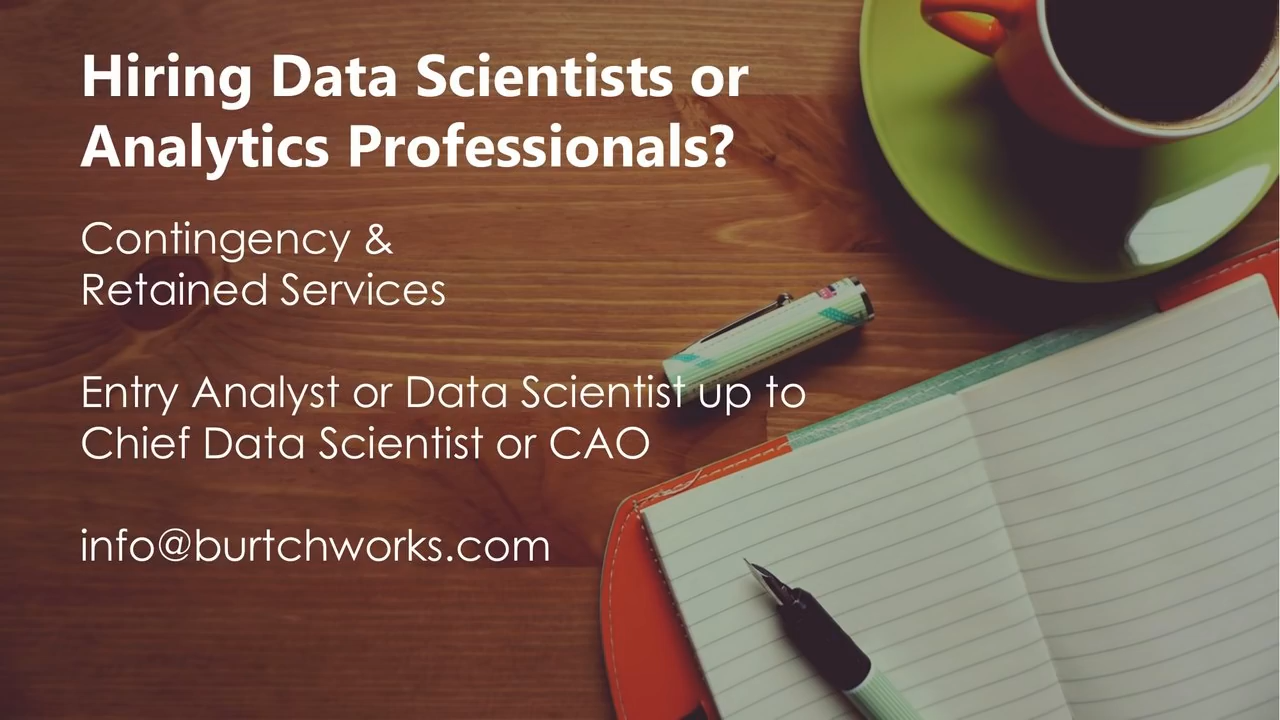 Hiring Data Scientists or
Analytics Professionals?
Contingency &
Retained Services
Entry Analyst or Data Scientist up to
Chief Data Scientist or CAO
info@burtchworks.com